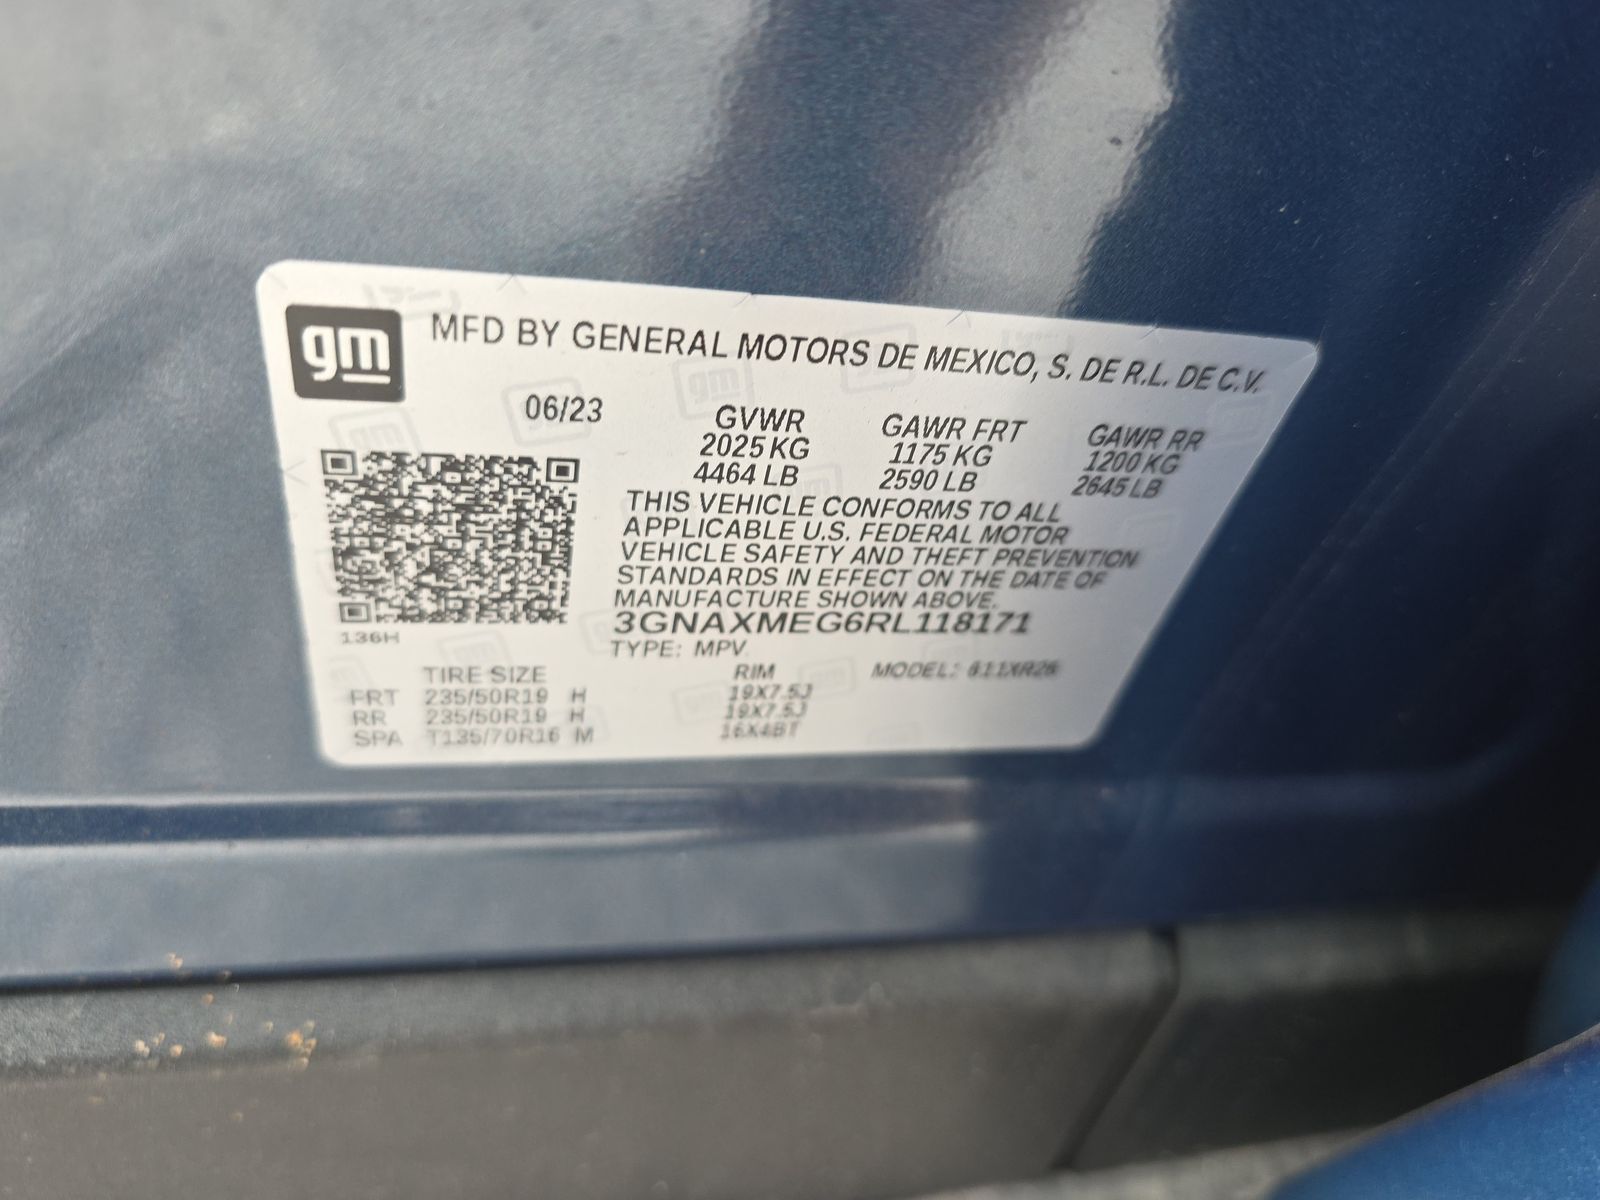 gm
MFD BY GENERAL MOTORS DE MEXICO, S. DE R.L. DE C.V.
06/23 GVWR GAWR FRT GAWR RR
2025 KG 1175 KG 1200 KG
4464 LB 2590 LB 2645 LB
THIS VEHICLE CONFORMS TO ALL
APPLICABLE U.S. FEDERAL MOTOR
VEHICLE SAFETY AND THEFT PREVENTION
STANDARDS IN EFFECT ON THE DATE OF
MANUFACTURE SHOWN ABOVE.
3GNAXMEG6RL118171
136H
TYPE: MPV
TIRE SIZE RIM MODEL:
FRT 235/50R19 H 19X7.5J
RR 235/50R19 H 19X7.5J
SPA T135/70R16 M 16X4BT